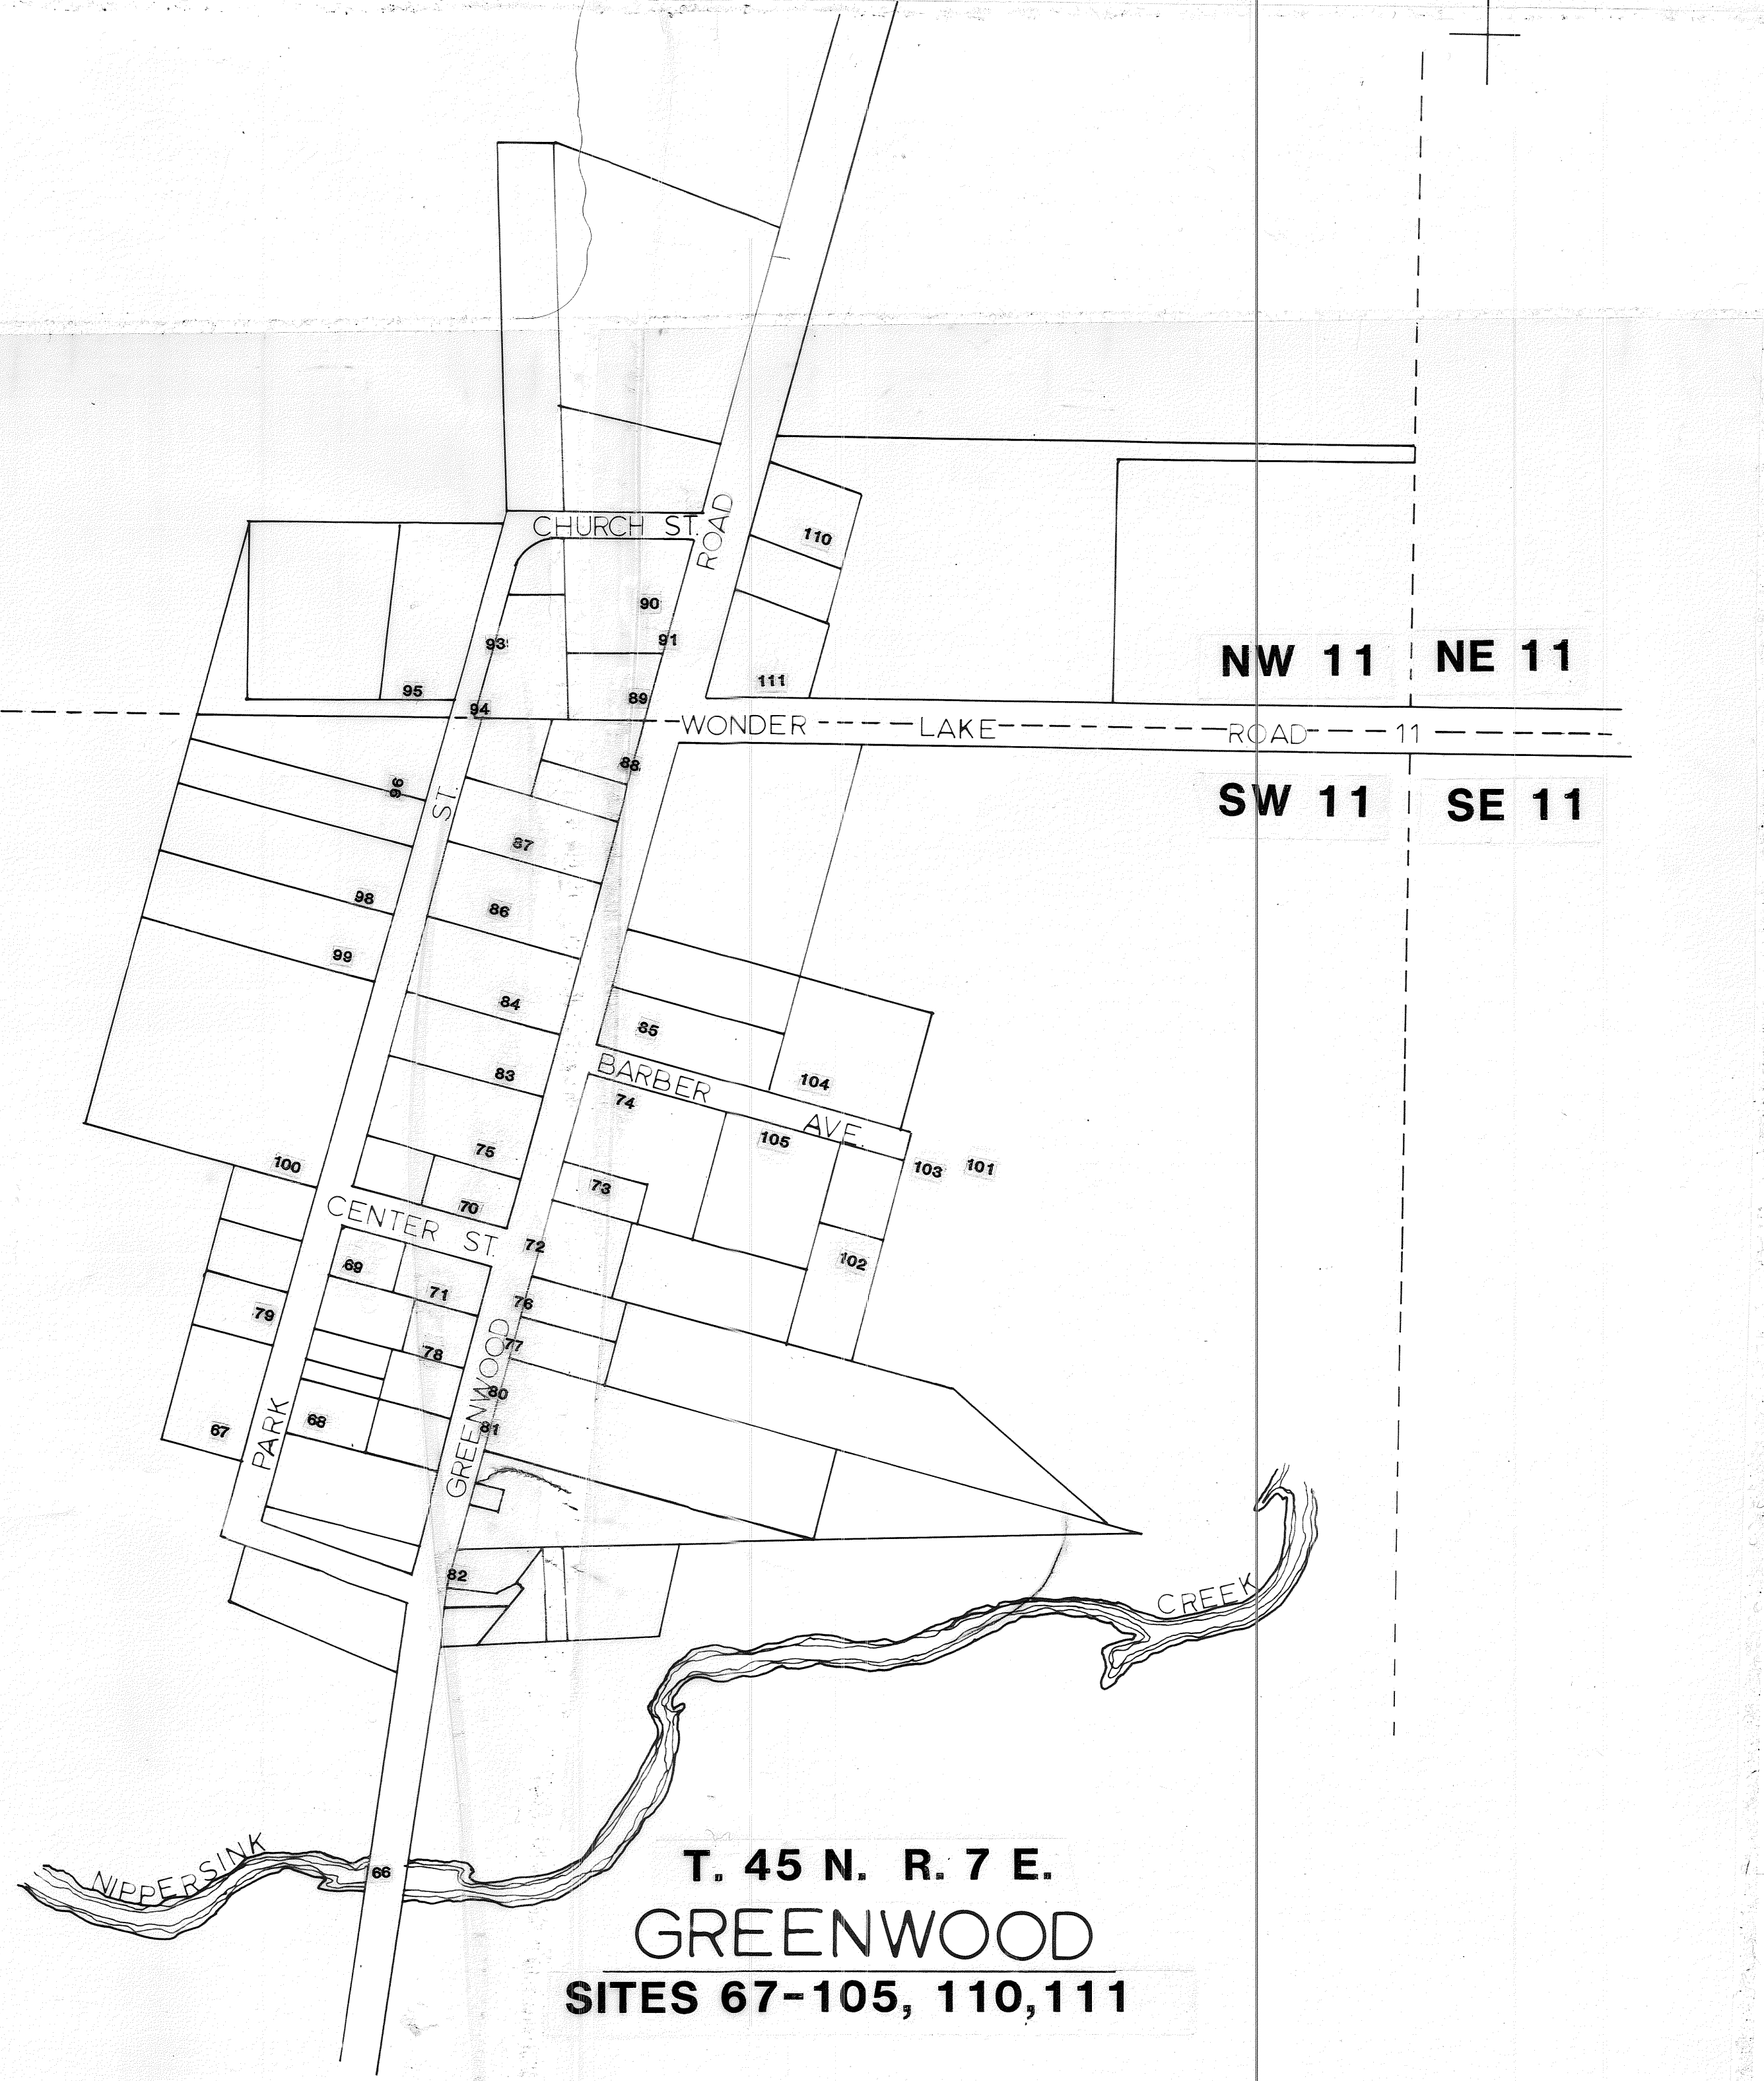 CHURCH ST.
ROAD
110
90
93
91
111
95
94
89
NW 11
NE 11
WONDER LAKE ROAD 11
88
96
ST.
SW 11
SE 11
87
98
86
99
84
85
BARBER AVE.
83
104
74
105
75
100
103
101
73
70
CENTER ST.
72
69
102
71
76
79
77
78
80
68
81
67
PARK
GREENWOOD
82
CREEK
NIPPERSINK
66
T. 45 N. R. 7 E.
GREENWOOD
SITES 67-105, 110,111